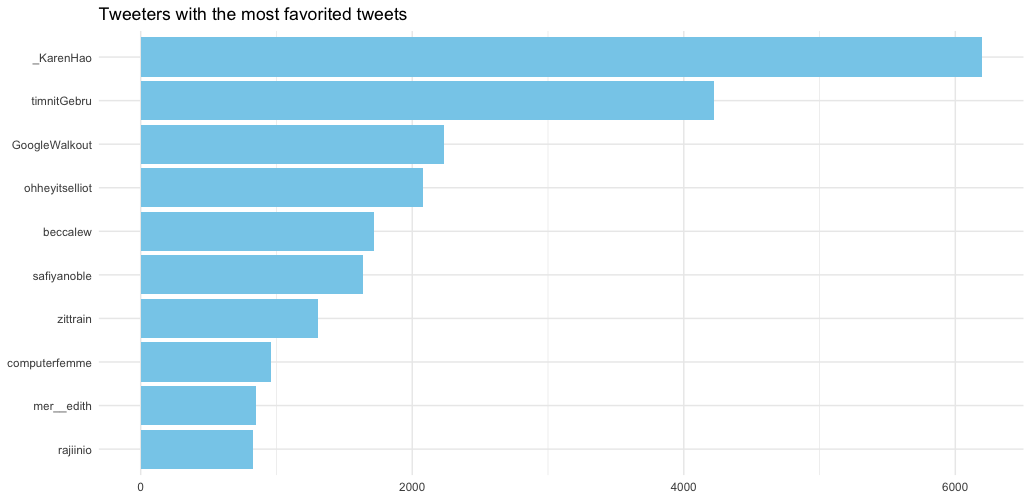 Tweeters with the most favorited tweets
_KarenHao
timnitGebru
GoogleWalkout
ohheyitselliot
beccalew
safiyanoble
zittrain
computerfemme
mer__edith
rajiinio
0 2000 4000 6000